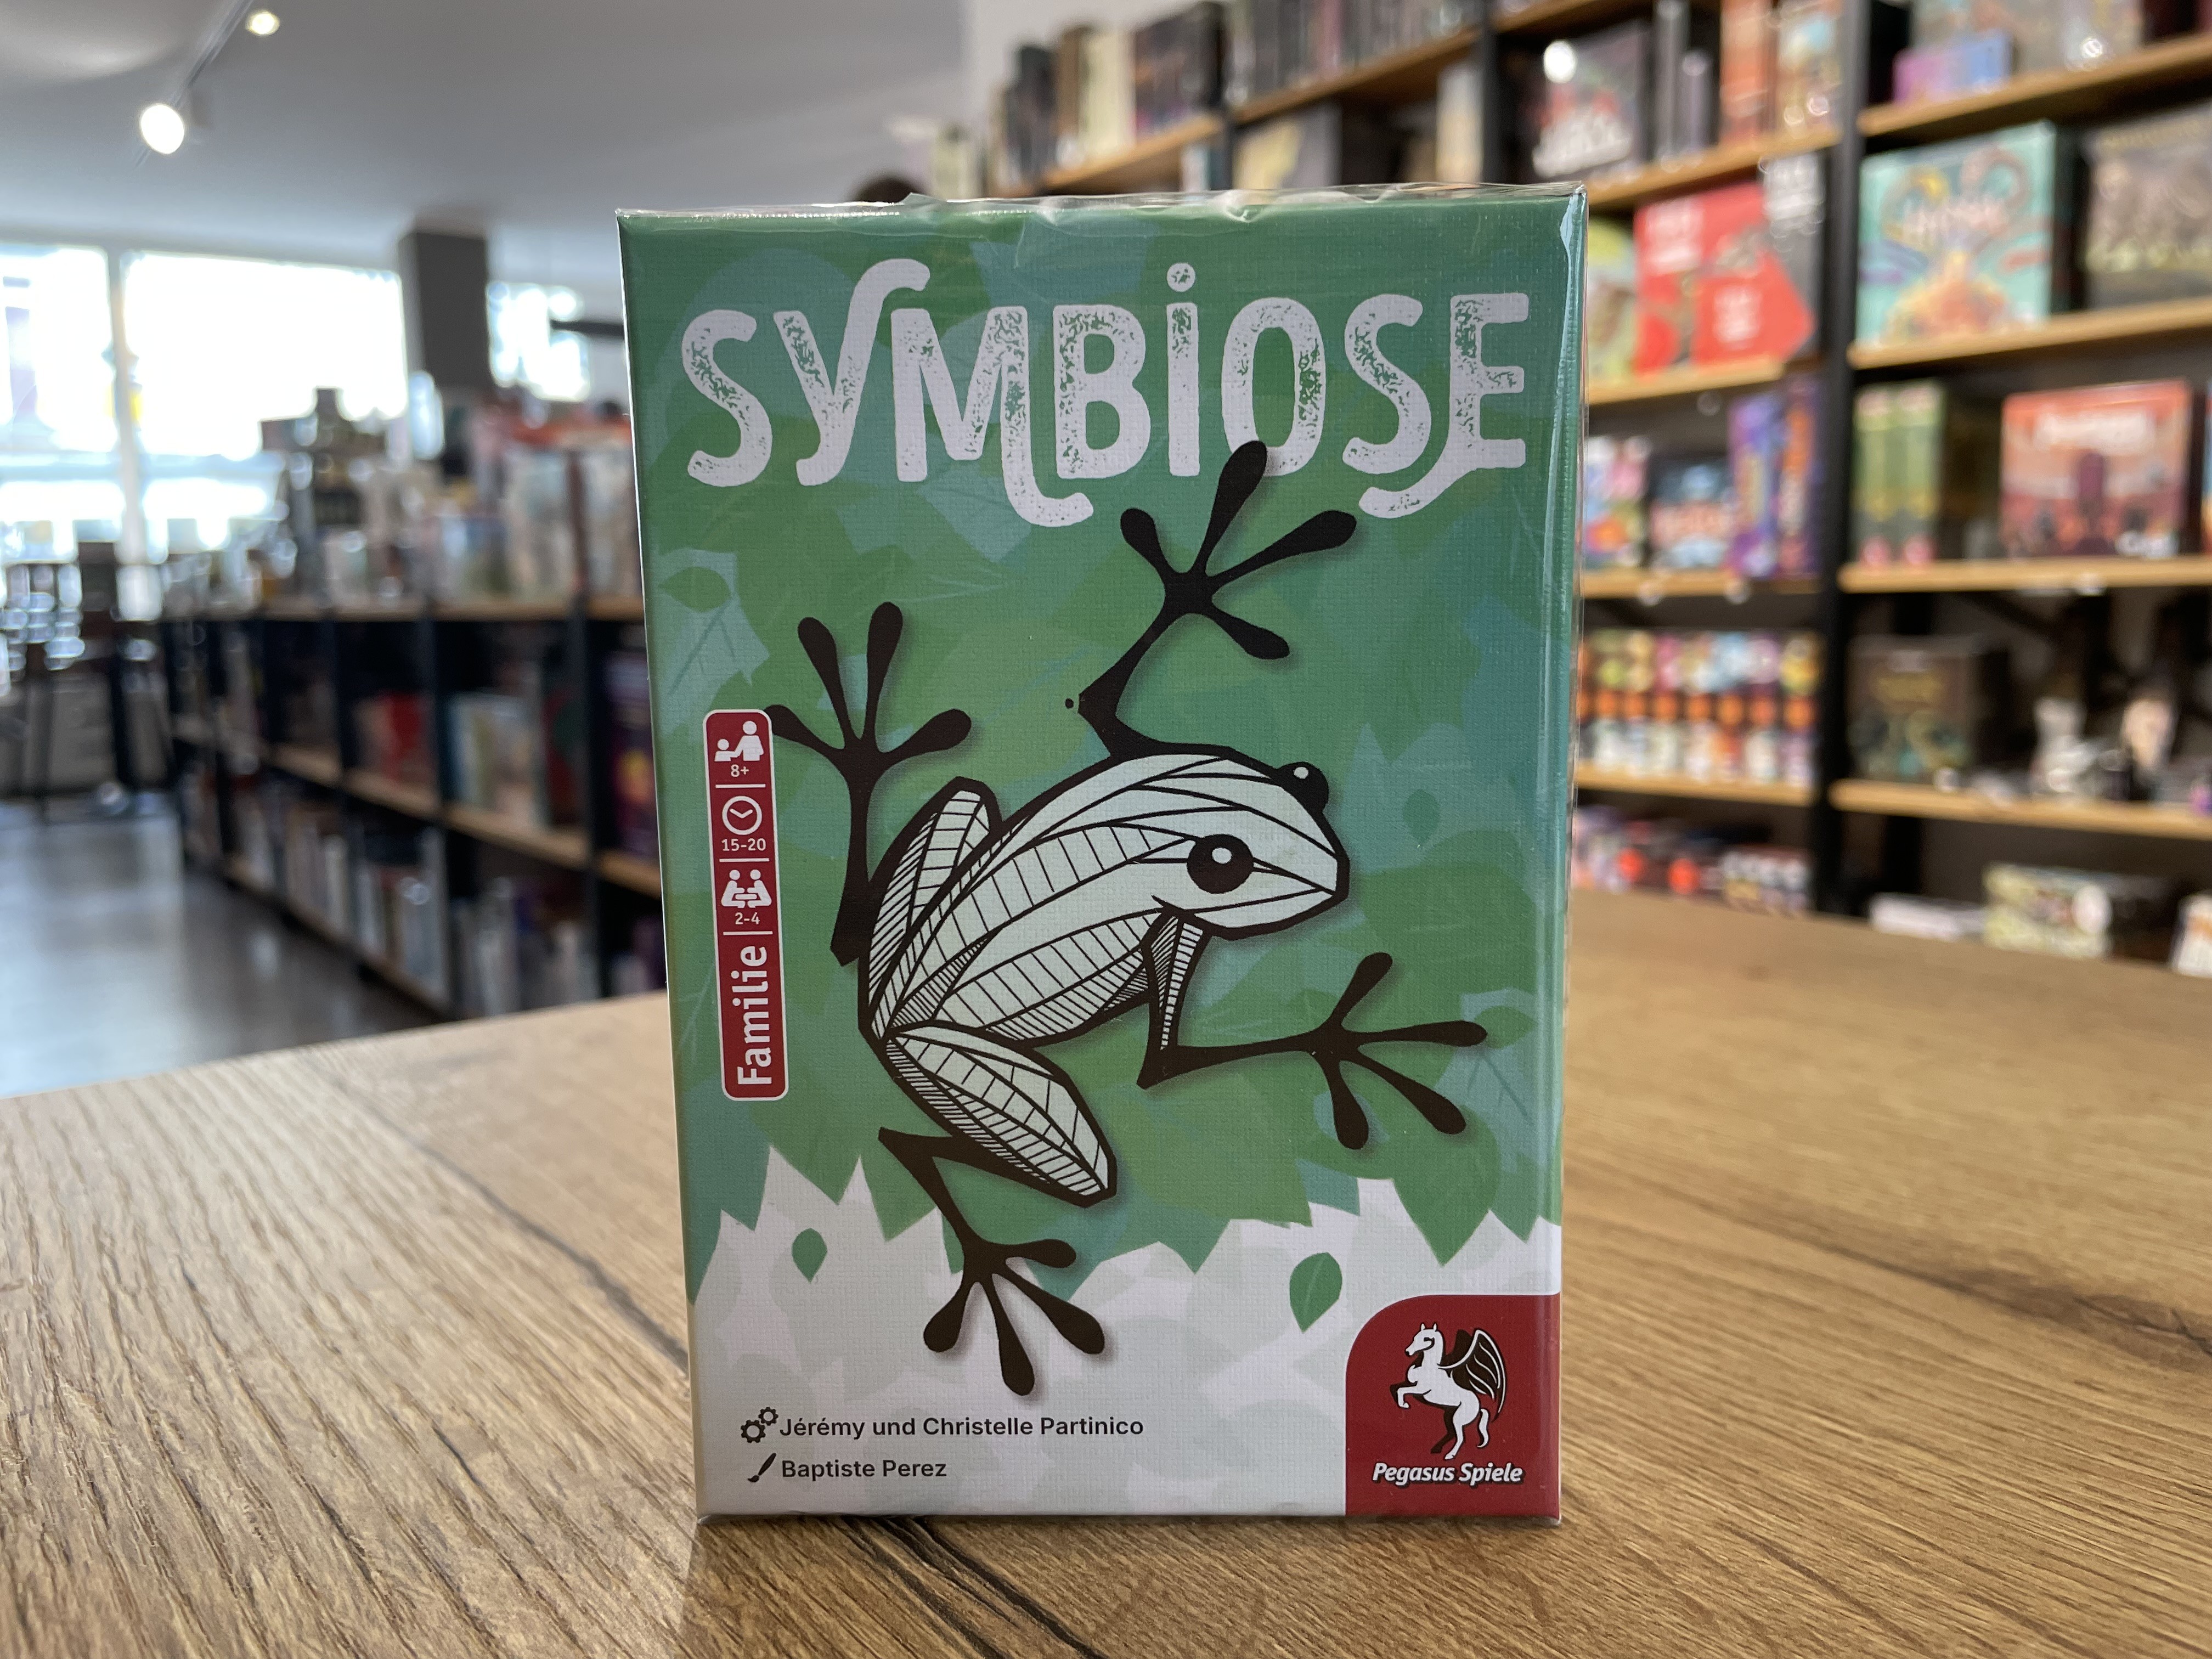 SYMBIOSE
8+
15-20
2-4
Familie
Jérémy und Christelle Partinico
Baptiste Perez
Pegasus Spiele